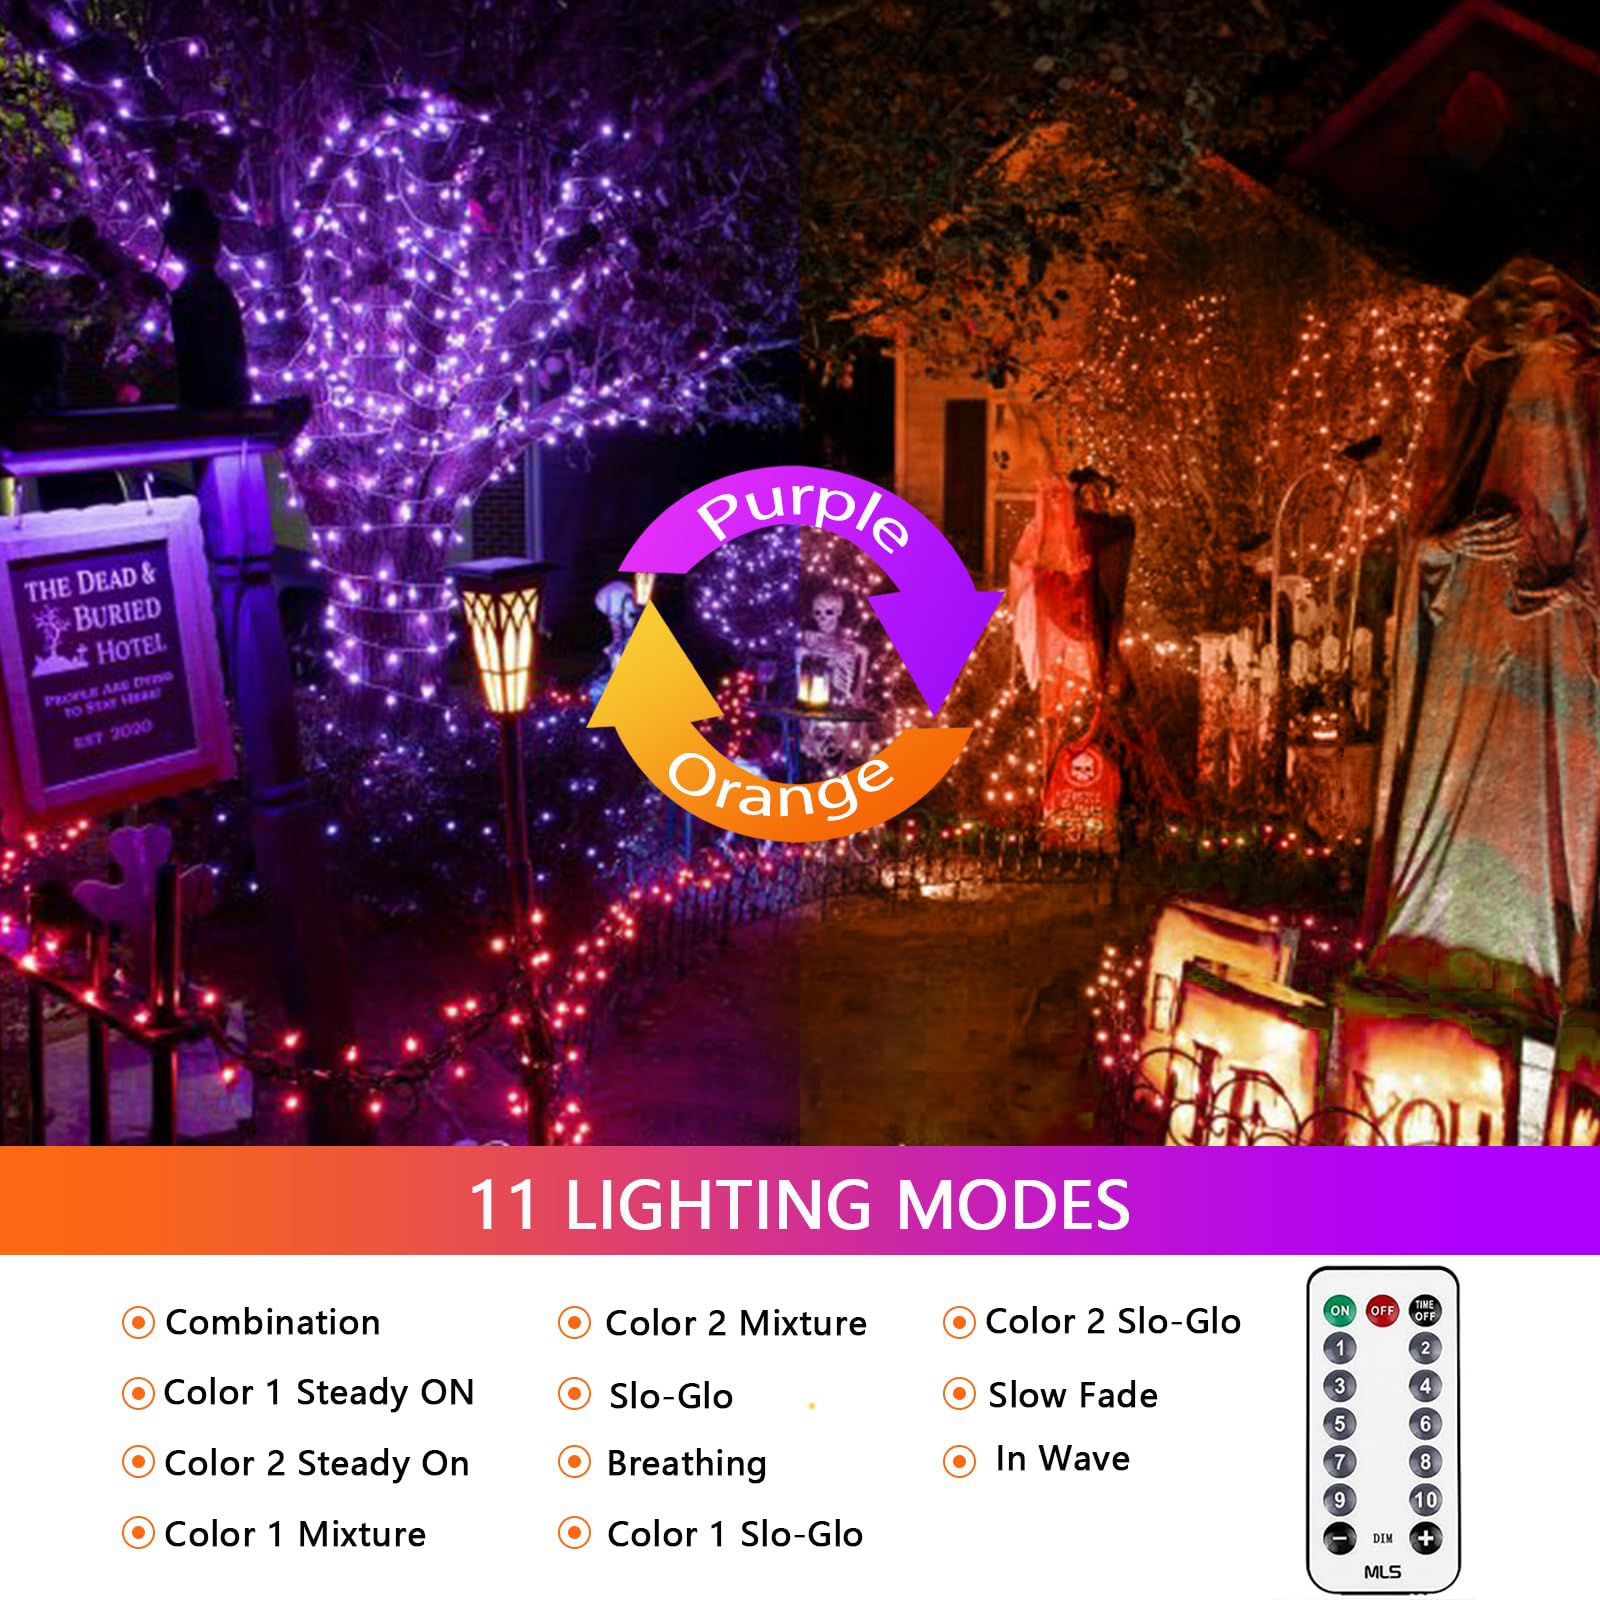 THE DEAD &
BURIED
HOTEL
PEOPLE ARE DYING
TO STAY HERE!
EST 2020
Purple
Orange
YOU
11 LIGHTING MODES
Combination
Color 1 Steady ON
Color 2 Steady On
Color 1 Mixture
Color 2 Mixture
Slo-Glo
Breathing
Color 1 Slo-Glo
Color 2 Slo-Glo
Slow Fade
In Wave
ON OFF TIME OFF
1 2
3 4
5 6
7 8
9 10
− DIM +
MLS